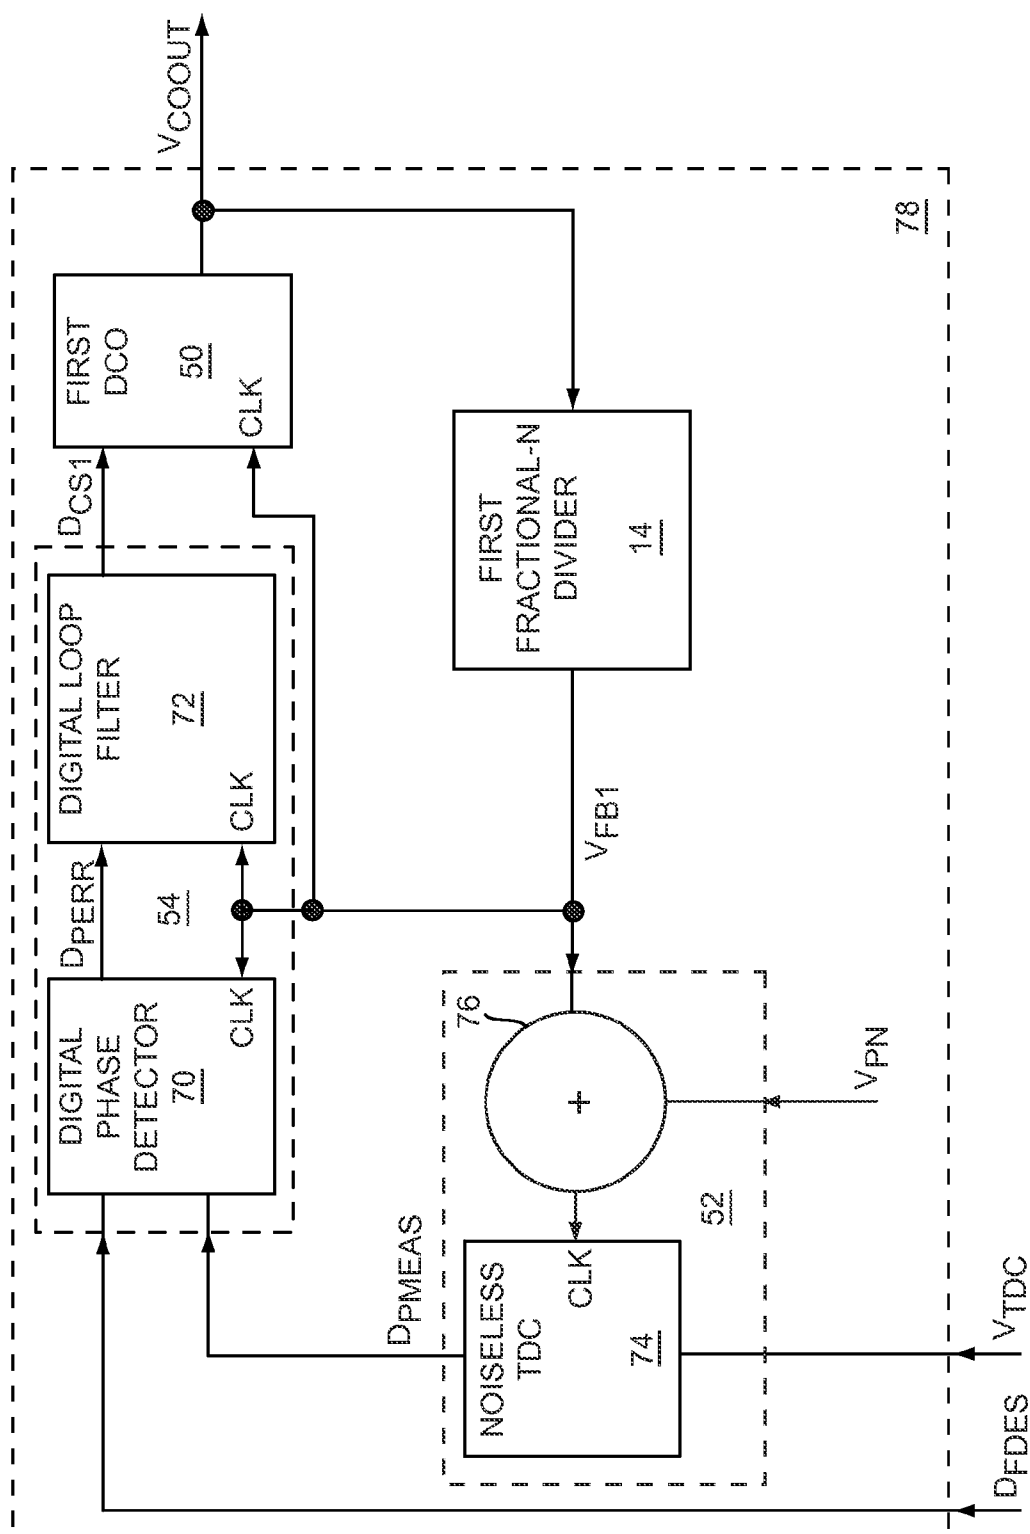 DIGITAL
PHASE
DETECTOR
70
CLK
DPERR
54
DIGITAL LOOP
FILTER
72
CLK
DCS1
FIRST
DCO
50
CLK
VCOOUT
DPMEAS
NOISELESS
TDC
CLK
74
76
+
52
VPN
VFB1
FIRST
FRACTIONAL-N
DIVIDER
14
78
DFDES
VTDC